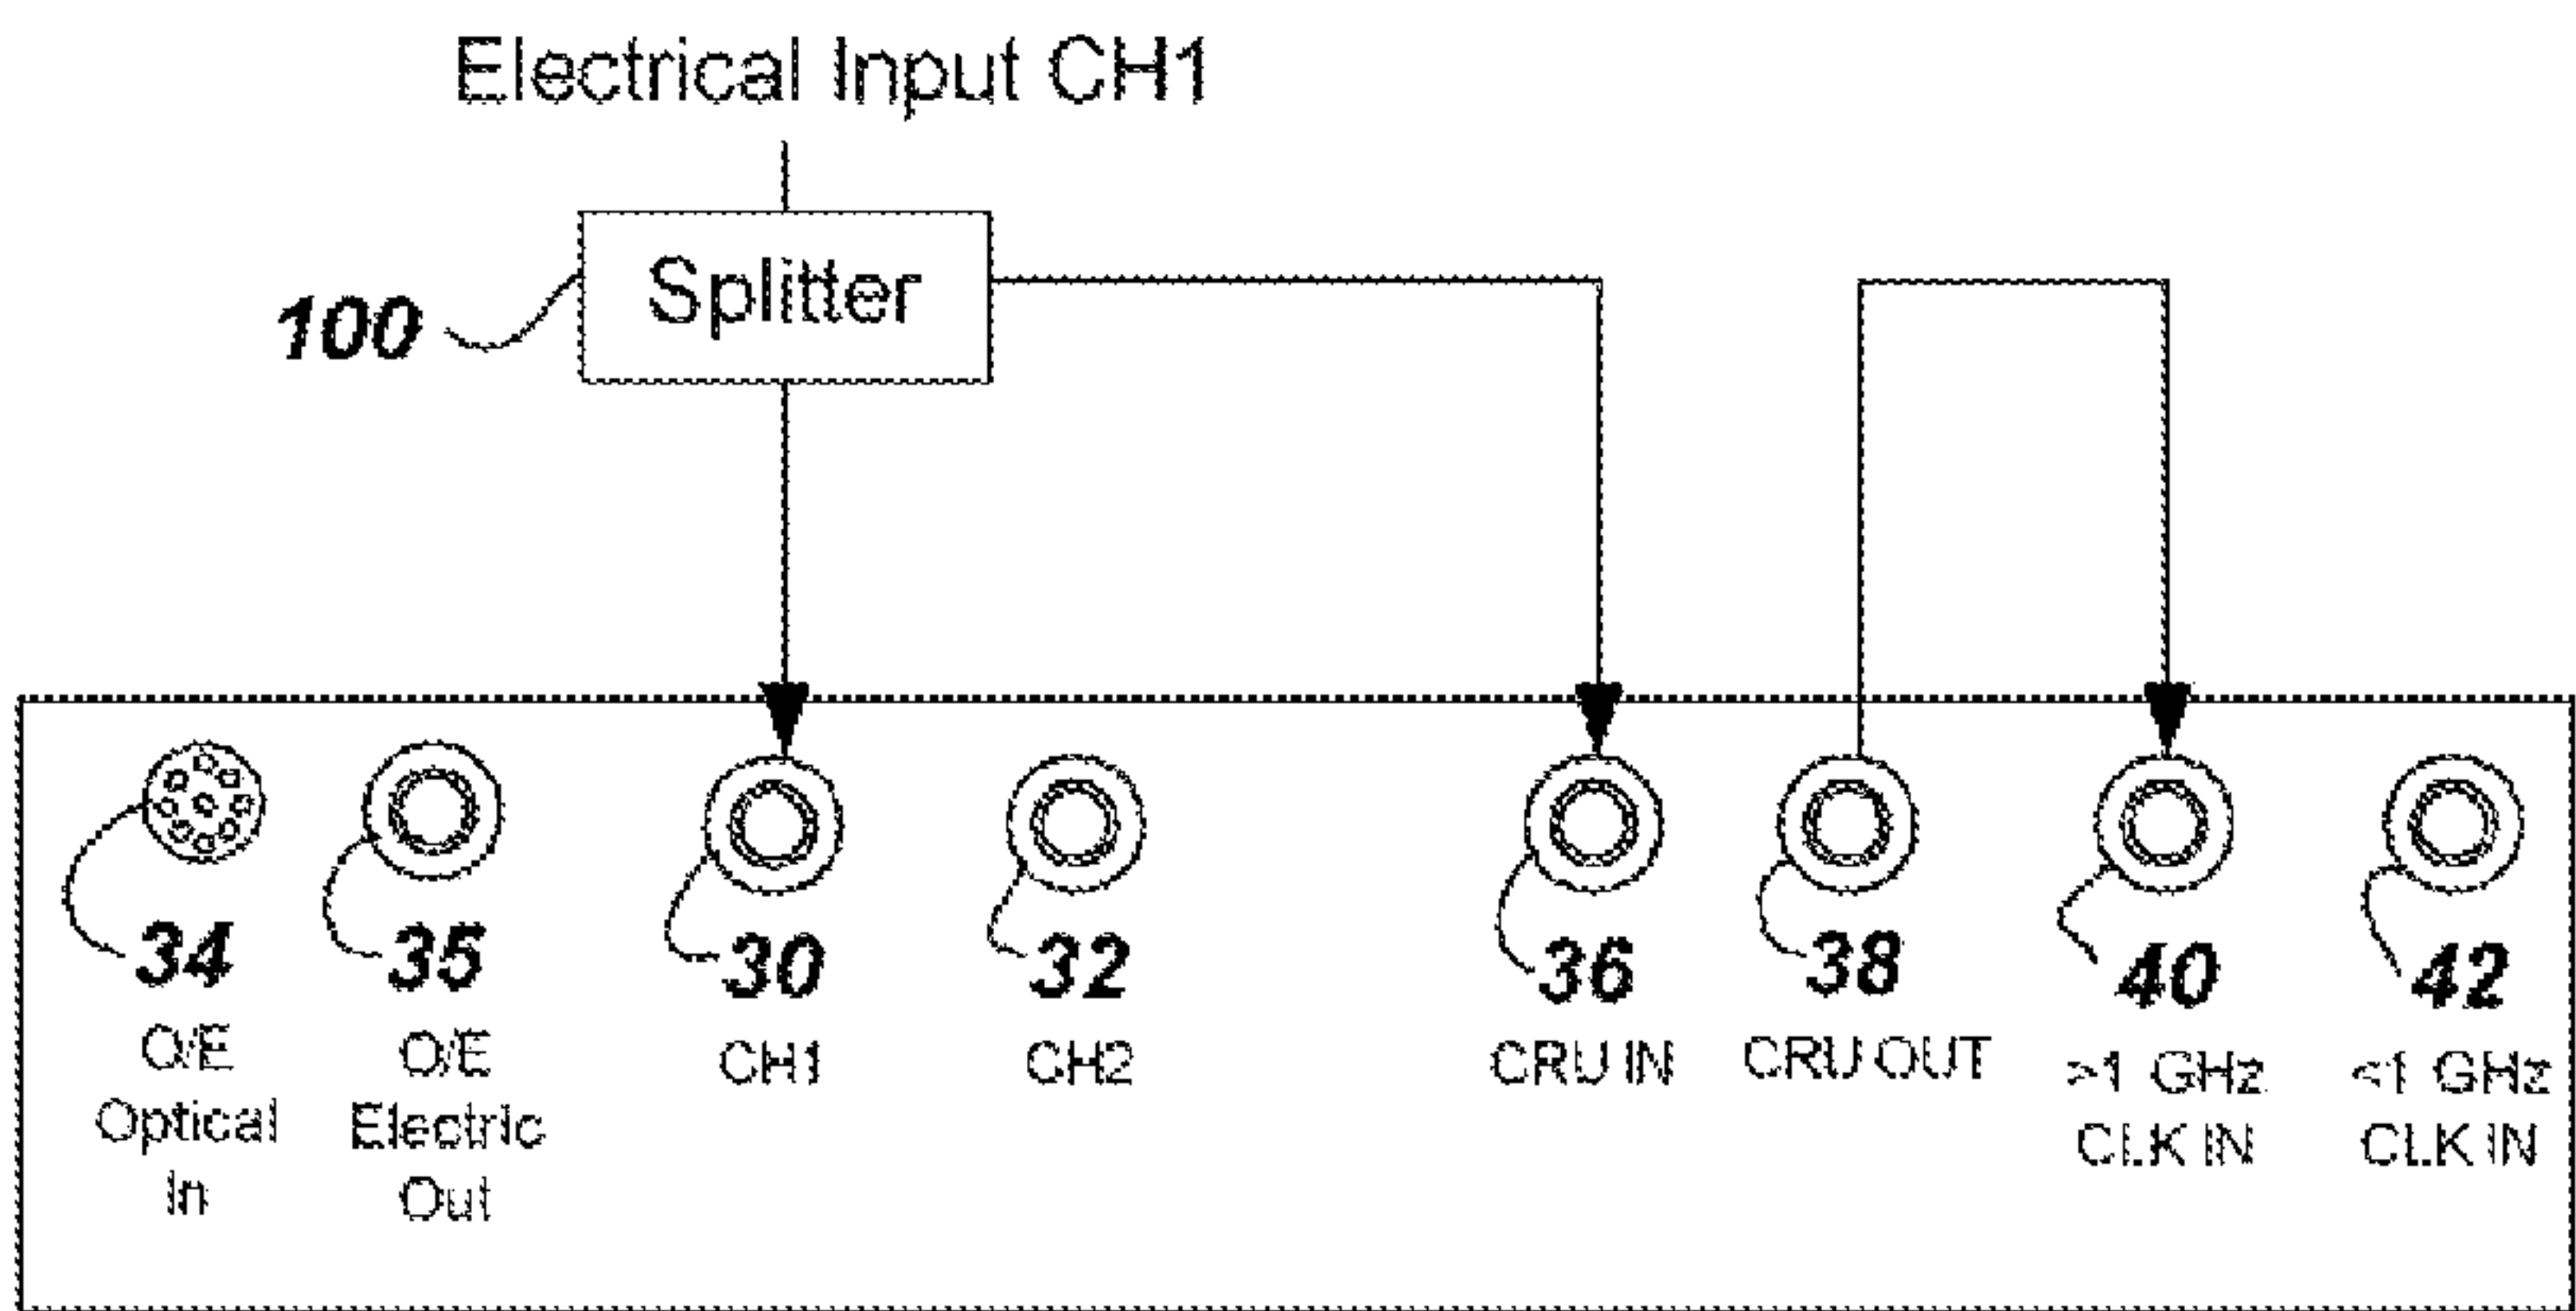 Electrical Input CH1
Splitter
100
34
35
30
32
36
38
40
42
O/E
Optical
In
O/E
Electric
Out
CH1
CH2
CRU IN
CRU OUT
>1 GHz
CLK IN
<1 GHz
CLK IN